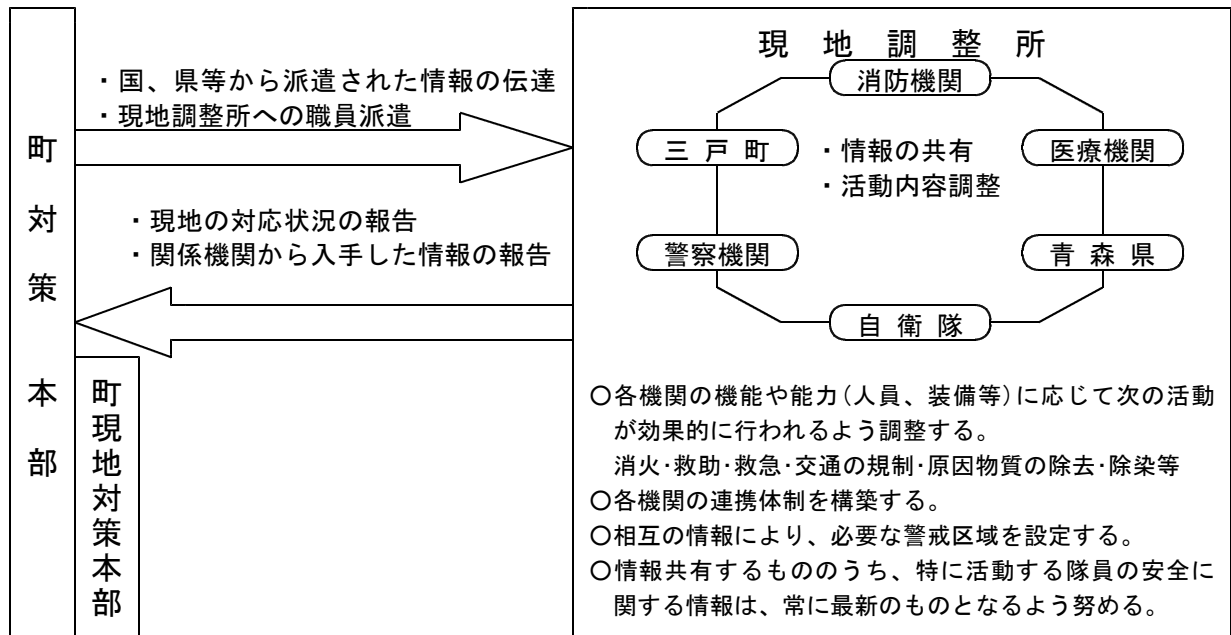 町対策本部
・国、県等から派遣された情報の伝達
・現地調整所への職員派遣
・現地の対応状況の報告
・関係機関から入手した情報の報告
町現地対策本部
現地調整所
消防機関
三戸町
・情報の共有
・活動内容調整
医療機関
警察機関
青森県
自衛隊
〇各機関の機能や能力(人員、装備等)に応じて次の活動
が効果的に行われるよう調整する。
消火･救助･救急･交通の規制･原因物質の除去･除染等
〇各機関の連携体制を構築する。
〇相互の情報により、必要な警戒区域を設定する。
〇情報共有するもののうち、特に活動する隊員の安全に
関する情報は、常に最新のものとなるよう努める。